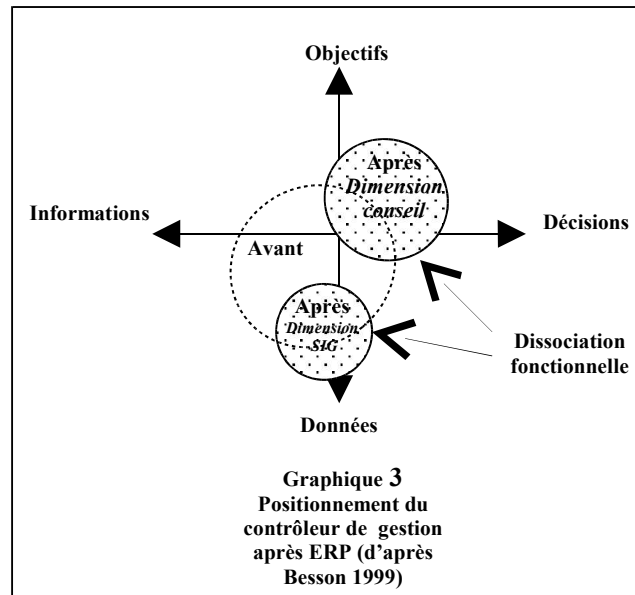 Objectifs
Après
Dimension
conseil
Informations
Décisions
Avant
Après
Dimension
SIG
Dissociation
fonctionnelle
Données
Graphique 3
Positionnement du
contrôleur de gestion
après ERP (d'après
Besson 1999)